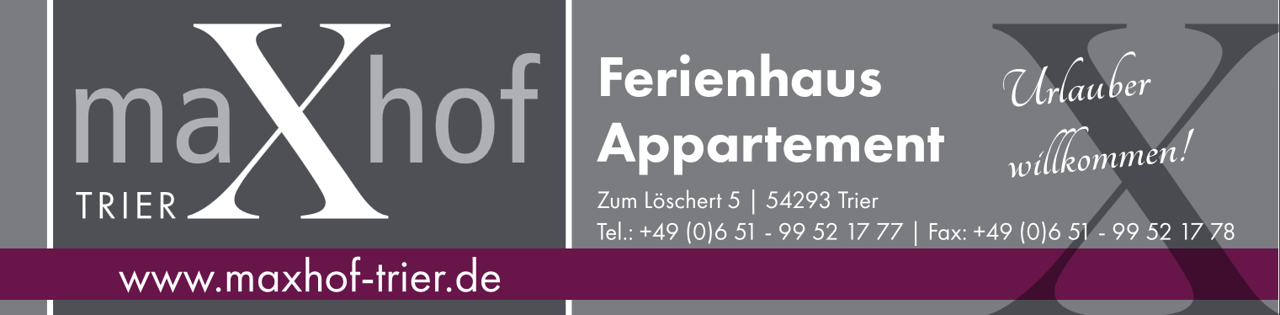 maXhof
TRIER
www.maxhof-trier.de
Ferienhaus
Appartement
Zum Löschert 5 | 54293 Trier
Tel.: +49 (0)6 51 - 99 52 17 77 | Fax: +49 (0)6 51 - 99 52 17 78
Urlauber
willkommen!
X